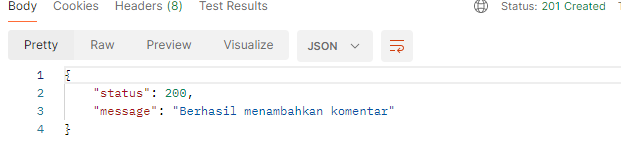 Body Cookies Headers (8) Test Results Status: 201 Created
Pretty Raw Preview Visualize JSON
1 {
2 "status": 200,
3 "message": "Berhasil menambahkan komentar"
4 }